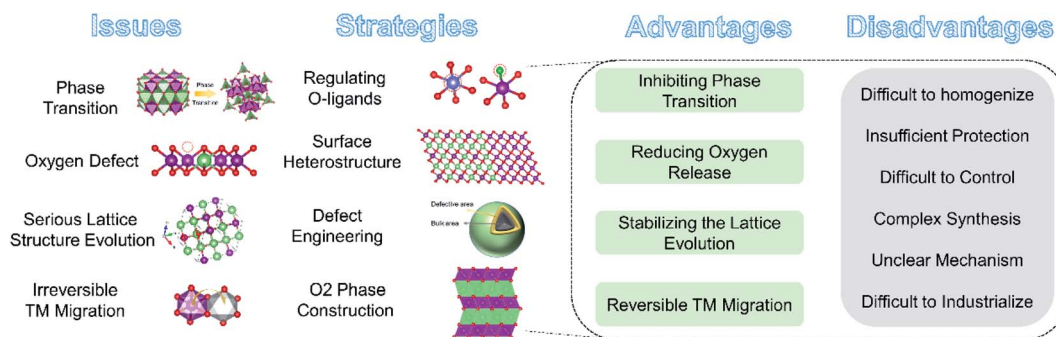 Issues
Strategies
Advantages
Disadvantages
Phase
Transition
Phase
Transition
Oxygen Defect
Serious Lattice
Structure Evolution
Irreversible
TM Migration
Regulating
O-ligands
Surface
Heterostructure
Defect
Engineering
Defective area
Bulk area
O2 Phase
Construction
Inhibiting Phase
Transition
Reducing Oxygen
Release
Stabilizing the Lattice
Evolution
Reversible TM Migration
Difficult to homogenize
Insufficient Protection
Difficult to Control
Complex Synthesis
Unclear Mechanism
Difficult to Industrialize